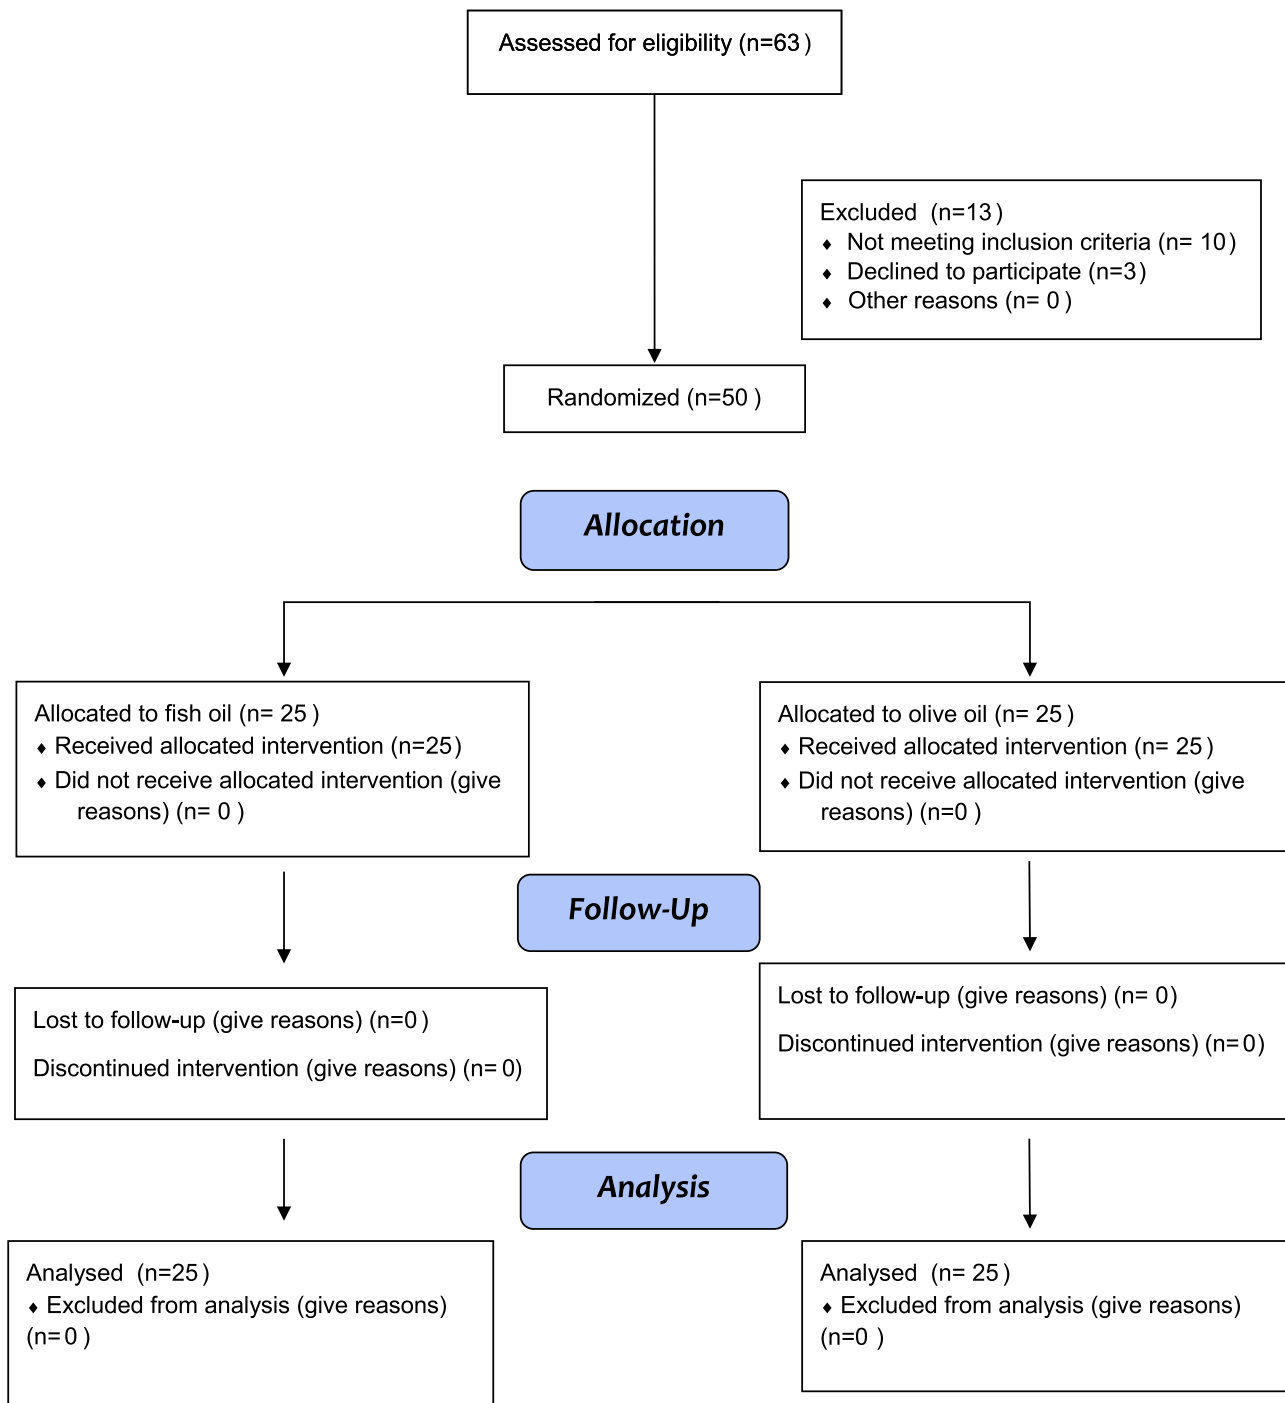 Assessed for eligibility (n=63)
Excluded (n=13)
♦ Not meeting inclusion criteria (n= 10)
♦ Declined to participate (n=3)
♦ Other reasons (n= 0 )
Randomized (n=50 )
Allocation
Allocated to fish oil (n= 25 )
♦ Received allocated intervention (n=25)
♦ Did not receive allocated intervention (give
reasons) (n= 0 )
Allocated to olive oil (n= 25 )
♦ Received allocated intervention (n= 25)
♦ Did not receive allocated intervention (give
reasons) (n=0 )
Follow-Up
Lost to follow-up (give reasons) (n=0 )
Discontinued intervention (give reasons) (n= 0)
Lost to follow-up (give reasons) (n= 0)
Discontinued intervention (give reasons) (n=0)
Analysis
Analysed (n=25)
♦ Excluded from analysis (give reasons)
(n=0 )
Analysed (n= 25)
♦ Excluded from analysis (give reasons)
(n=0 )